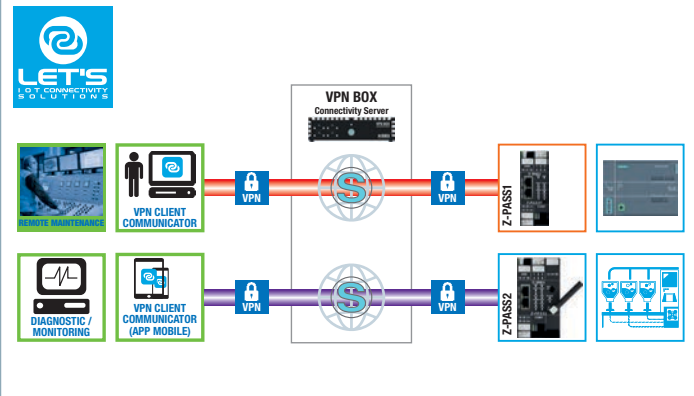 LET'S
IOT CONNECTIVITY
SOLUTIONS
VPN BOX
Connectivity Server
REMOTE MAINTENANCE
VPN CLIENT
COMMUNICATOR
VPN
S
VPN
Z-PASS1
DIAGNOSTIC /
MONITORING
VPN CLIENT
COMMUNICATOR
(APP MOBILE)
VPN
S
VPN
Z-PASS2